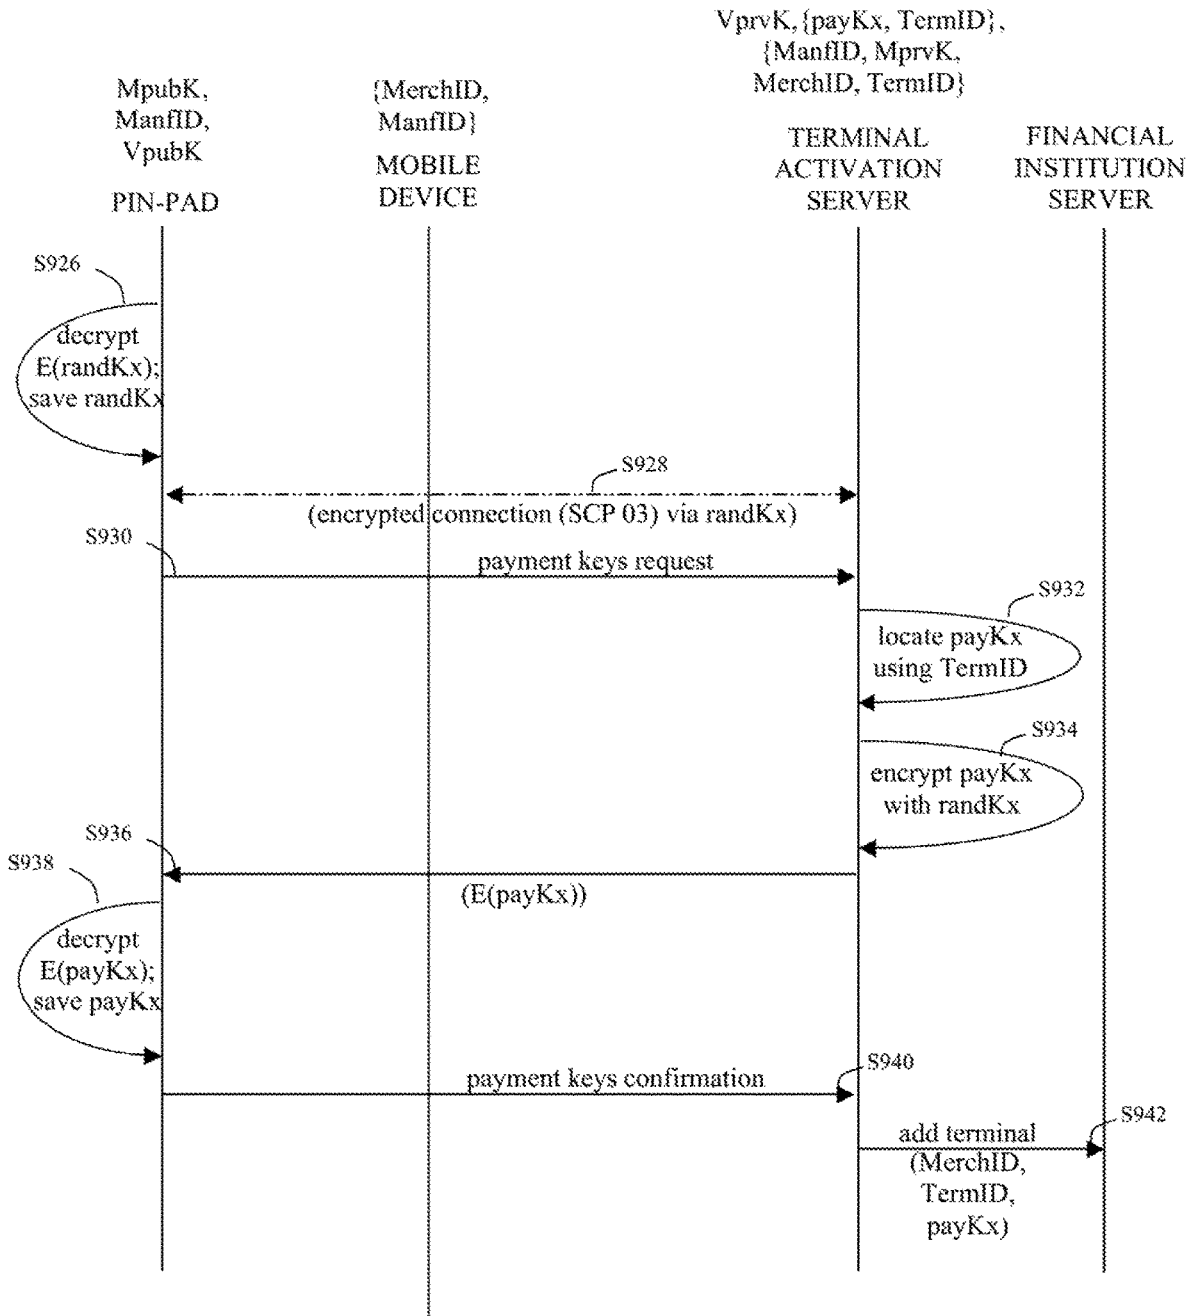 VprvK,{payKx, TermID},
{ManfID, MprvK,
MerchID, TermID}
MpubK,
ManfID,
VpubK
{MerchID,
ManfID}
PIN-PAD
MOBILE
DEVICE
TERMINAL
ACTIVATION
SERVER
FINANCIAL
INSTITUTION
SERVER
S926
decrypt
E(randKx);
save randKx
S928
(encrypted connection (SCP 03) via randKx)
S930
payment keys request
S932
locate payKx
using TermID
S934
encrypt payKx
with randKx
S936
(E(payKx))
S938
decrypt
E(payKx);
save payKx
S940
payment keys confirmation
S942
add terminal
(MerchID,
TermID,
payKx)